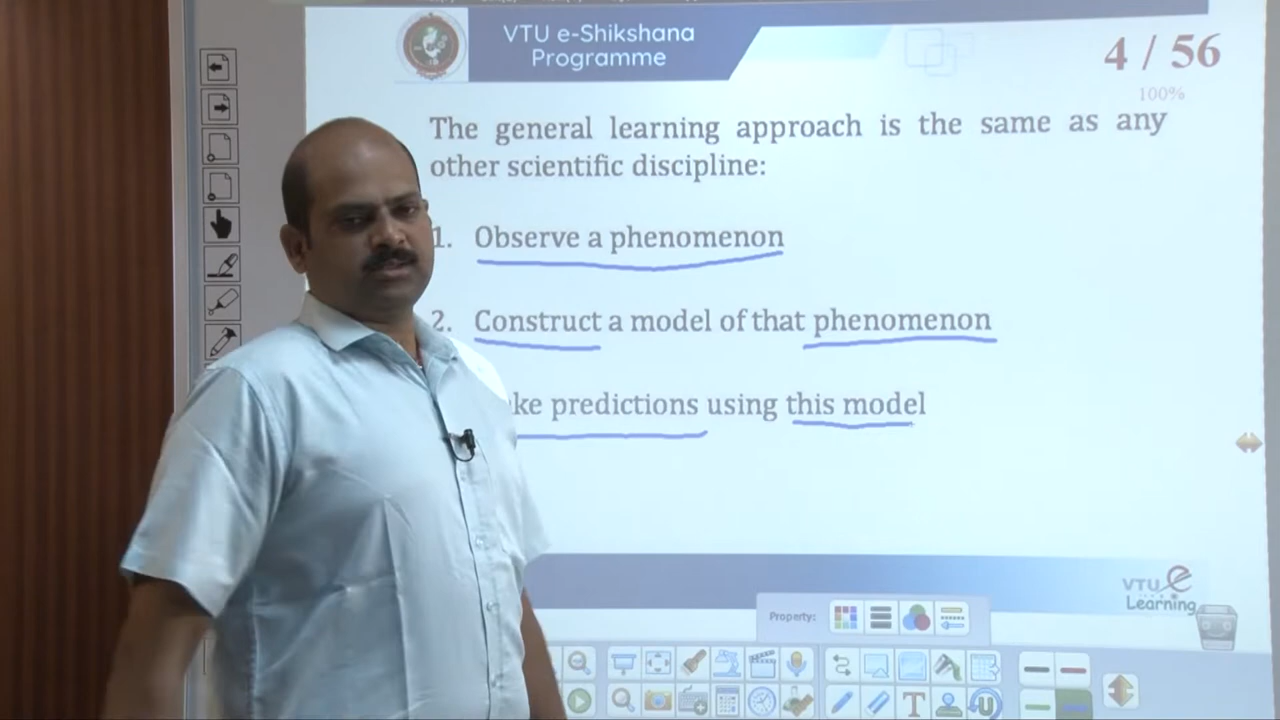 VTU e-Shikshana
Programme
4 / 56
100%
The general learning approach is the same as any
other scientific discipline:
1. Observe a phenomenon
2. Construct a model of that phenomenon
ke predictions using this model
VTU e
Learning
Property: